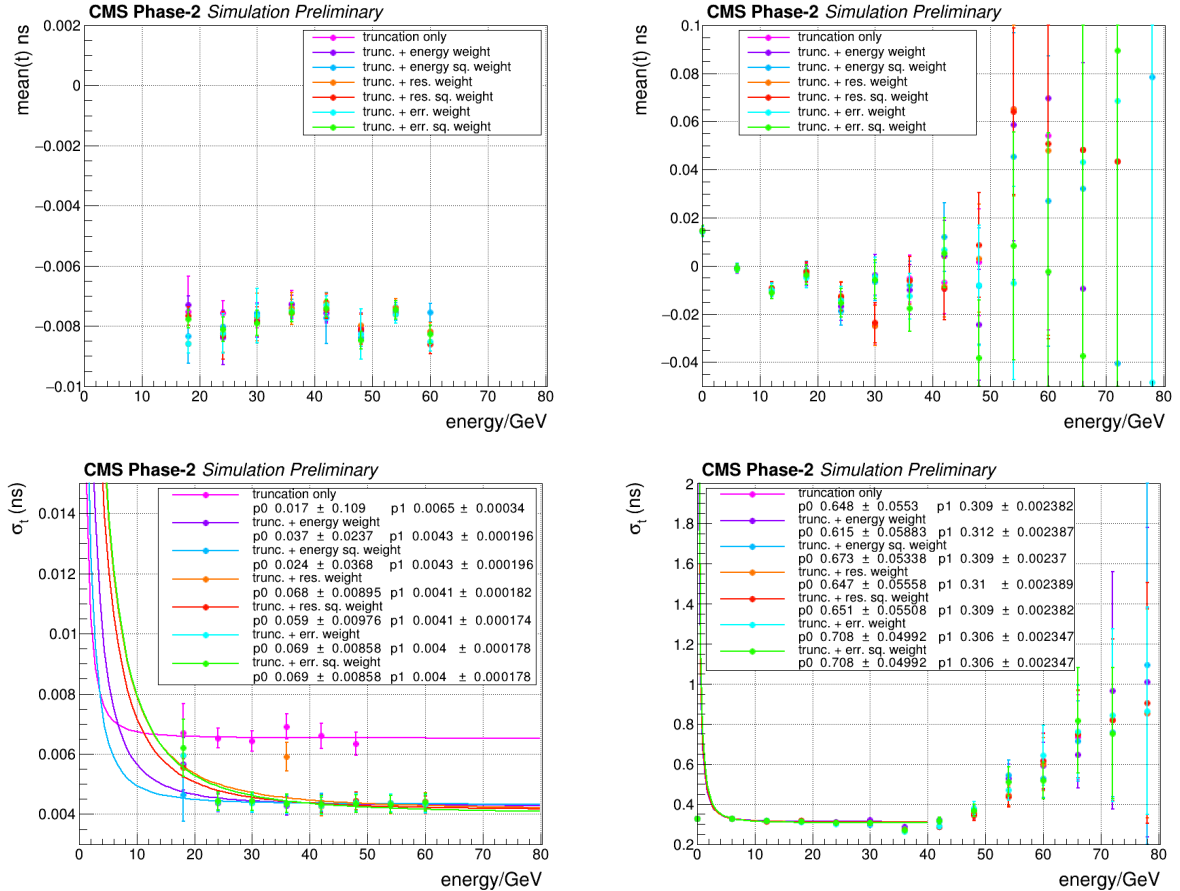 CMS Phase-2 Simulation Preliminary
mean(t) ns
0.002
0
−0.002
−0.004
−0.006
−0.008
−0.01
truncation only
trunc. + energy weight
trunc. + energy sq. weight
trunc. + res. weight
trunc. + res. sq. weight
trunc. + err. weight
trunc. + err. sq. weight
0 10 20 30 40 50 60 70 80
energy/GeV
CMS Phase-2 Simulation Preliminary
mean(t) ns
0.1
0.08
0.06
0.04
0.02
0
−0.02
−0.04
truncation only
trunc. + energy weight
trunc. + energy sq. weight
trunc. + res. weight
trunc. + res. sq. weight
trunc. + err. weight
trunc. + err. sq. weight
0 10 20 30 40 50 60 70 80
energy/GeV
CMS Phase-2 Simulation Preliminary
σt (ns)
0.014
0.012
0.01
0.008
0.006
0.004
truncation only
p0 0.017 ± 0.109 p1 0.0065 ± 0.00034
trunc. + energy weight
p0 0.037 ± 0.0237 p1 0.0043 ± 0.000196
trunc. + energy sq. weight
p0 0.024 ± 0.0368 p1 0.0043 ± 0.000196
trunc. + res. weight
p0 0.068 ± 0.00895 p1 0.0041 ± 0.000182
trunc. + res. sq. weight
p0 0.059 ± 0.00976 p1 0.0041 ± 0.000174
trunc. + err. weight
p0 0.069 ± 0.00858 p1 0.004 ± 0.000178
trunc. + err. sq. weight
p0 0.069 ± 0.00858 p1 0.004 ± 0.000178
0 10 20 30 40 50 60 70 80
energy/GeV
CMS Phase-2 Simulation Preliminary
σt (ns)
2
1.8
1.6
1.4
1.2
1
0.8
0.6
0.4
0.2
truncation only
p0 0.648 ± 0.0553 p1 0.309 ± 0.002382
trunc. + energy weight
p0 0.615 ± 0.05883 p1 0.312 ± 0.002387
trunc. + energy sq. weight
p0 0.673 ± 0.05338 p1 0.309 ± 0.00237
trunc. + res. weight
p0 0.647 ± 0.05558 p1 0.31 ± 0.002389
trunc. + res. sq. weight
p0 0.651 ± 0.05508 p1 0.309 ± 0.002382
trunc. + err. weight
p0 0.708 ± 0.04992 p1 0.306 ± 0.002347
trunc. + err. sq. weight
p0 0.708 ± 0.04992 p1 0.306 ± 0.002347
0 10 20 30 40 50 60 70 80
energy/GeV